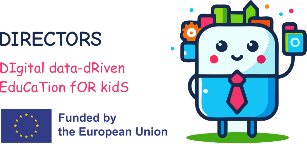 DIRECTORS
DIgital data-dRiven
EduCaTion fOR kidS
Funded by
the European Union